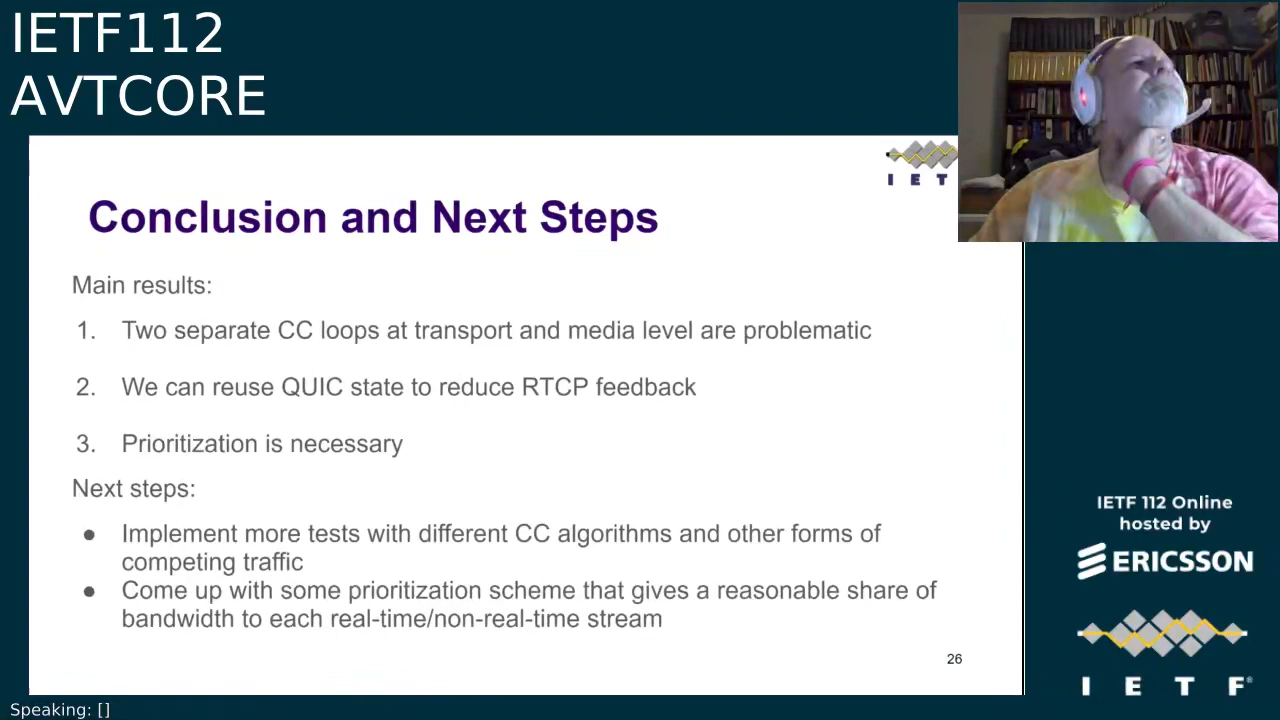 IETF112
AVTCORE
I E T
Conclusion and Next Steps
Main results:
1. Two separate CC loops at transport and media level are problematic
2. We can reuse QUIC state to reduce RTCP feedback
3. Prioritization is necessary
Next steps:
● Implement more tests with different CC algorithms and other forms of
competing traffic
● Come up with some prioritization scheme that gives a reasonable share of
bandwidth to each real-time/non-real-time stream
26
IETF 112 Online
hosted by
ERICSSON
I E T F®
Speaking: []